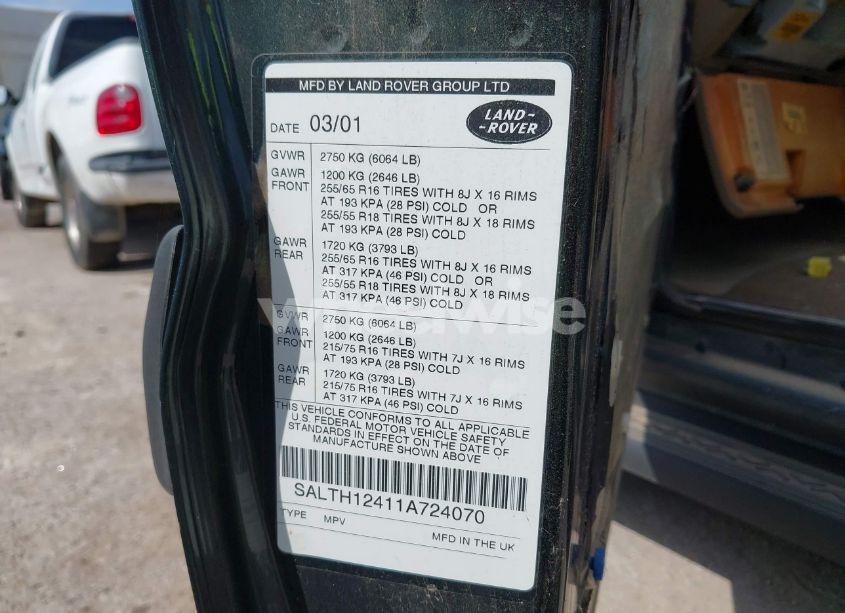 MFD BY LAND ROVER GROUP LTD
DATE 03/01
LAND-
-ROVER
GVWR 2750 KG (6064 LB)
GAWR FRONT 1200 KG (2646 LB)
255/65 R16 TIRES WITH 8J X 16 RIMS
AT 193 KPA (28 PSI) COLD OR
255/55 R18 TIRES WITH 8J X 18 RIMS
AT 193 KPA (28 PSI) COLD
GAWR REAR 1720 KG (3793 LB)
255/65 R16 TIRES WITH 8J X 16 RIMS
AT 317 KPA (46 PSI) COLD OR
255/55 R18 TIRES WITH 8J X 18 RIMS
AT 317 KPA (46 PSI) COLD
GVWR 2750 KG (6064 LB)
GAWR FRONT 1200 KG (2646 LB)
215/75 R16 TIRES WITH 7J X 16 RIMS
AT 193 KPA (28 PSI) COLD
GAWR REAR 1720 KG (3793 LB)
215/75 R16 TIRES WITH 7J X 16 RIMS
AT 317 KPA (46 PSI) COLD
THIS VEHICLE CONFORMS TO ALL APPLICABLE
U.S. FEDERAL MOTOR VEHICLE SAFETY
STANDARDS IN EFFECT ON THE DATE OF
MANUFACTURE SHOWN ABOVE
SALTH12411A724070
TYPE MPV
MFD IN THE UK